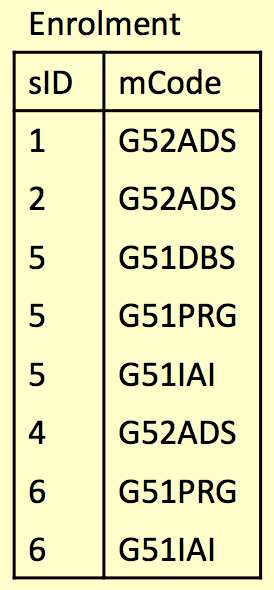 Enrolment
sID mCode
1 G52ADS
2 G52ADS
5 G51DBS
5 G51PRG
5 G51IAI
4 G52ADS
6 G51PRG
6 G51IAI